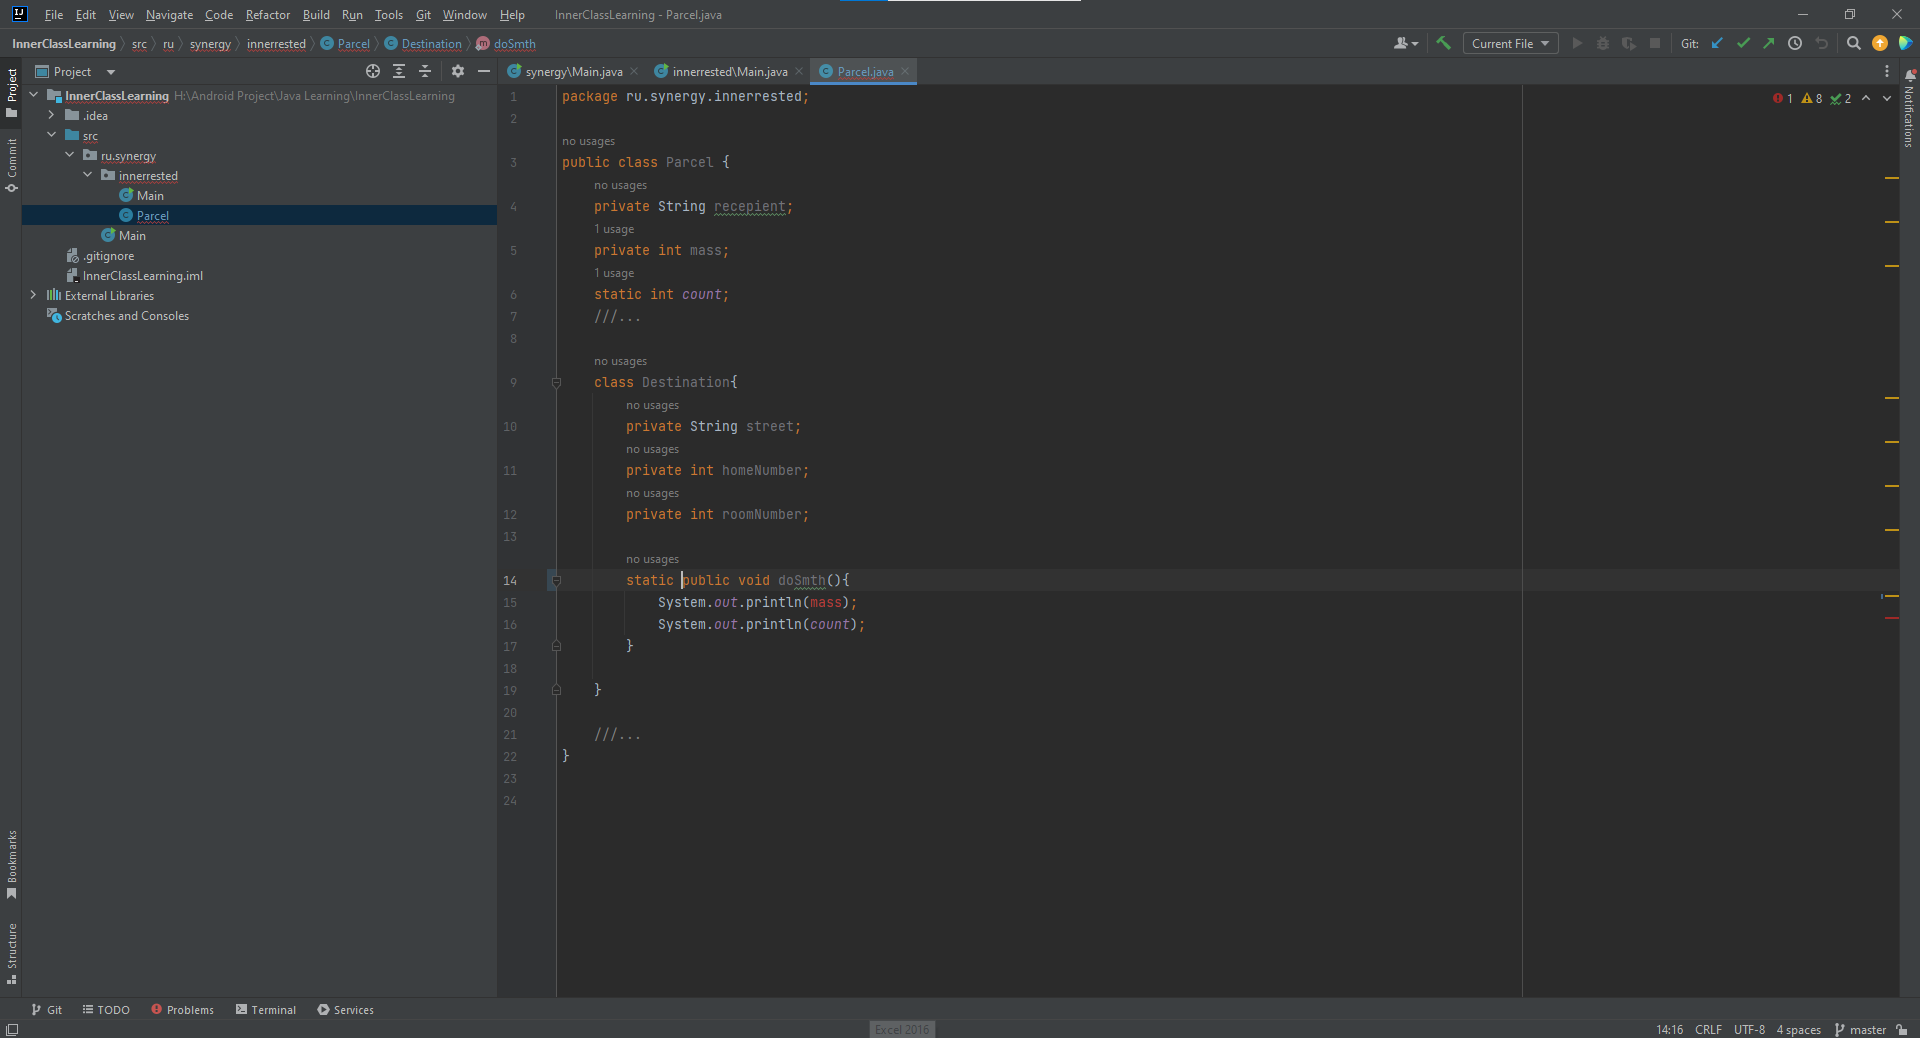 File Edit View Navigate Code Refactor Build Run Tools Git Window Help InnerClassLearning - Parcel.java
InnerClassLearning src ru synergy innerrested Parcel Destination doSmth Current File Git:
Project synergy\Main.java innerrested\Main.java Parcel.java
Project
Commit
Bookmarks
Structure
InnerClassLearning H:\Android Project\Java Learning\InnerClassLearning
.idea
src
ru.synergy
innerrested
Main
Parcel
Main
.gitignore
InnerClassLearning.iml
External Libraries
Scratches and Consoles
1 package ru.synergy.innerrested;
2
no usages
3 public class Parcel {
no usages
4 private String recepient;
1 usage
5 private int mass;
1 usage
6 static int count;
7 ///...
8
no usages
9 class Destination{
no usages
10 private String street;
no usages
11 private int homeNumber;
no usages
12 private int roomNumber;
13
no usages
14 static public void doSmth(){
15 System.out.println(mass);
16 System.out.println(count);
17 }
18
19 }
20
21 ///...
22 }
23
24
1 8 2
Notifications
Git TODO Problems Terminal Services
Excel 2016
14:16 CRLF UTF-8 4 spaces master